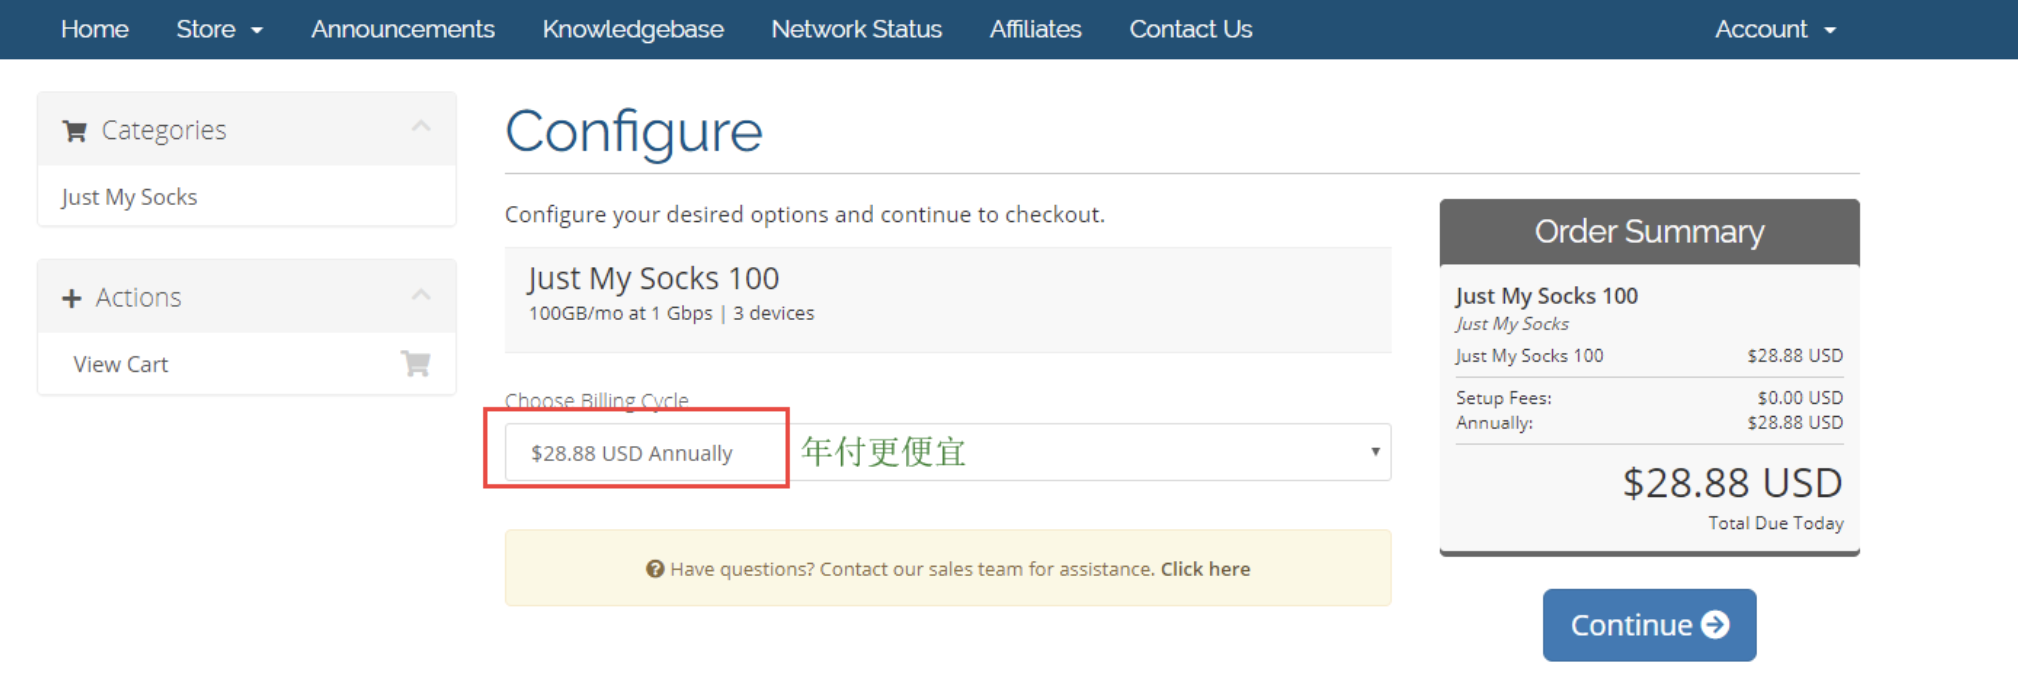 Home Store Announcements Knowledgebase Network Status Affiliates Contact Us Account
Categories
Just My Socks
Actions
View Cart
Configure
Configure your desired options and continue to checkout.
Just My Socks 100
100GB/mo at 1 Gbps | 3 devices
Choose Billing Cycle
$28.88 USD Annually 年付更便宜
Have questions? Contact our sales team for assistance. Click here
Order Summary
Just My Socks 100
Just My Socks
Just My Socks 100 $28.88 USD
Setup Fees: $0.00 USD
Annually: $28.88 USD
$28.88 USD
Total Due Today
Continue